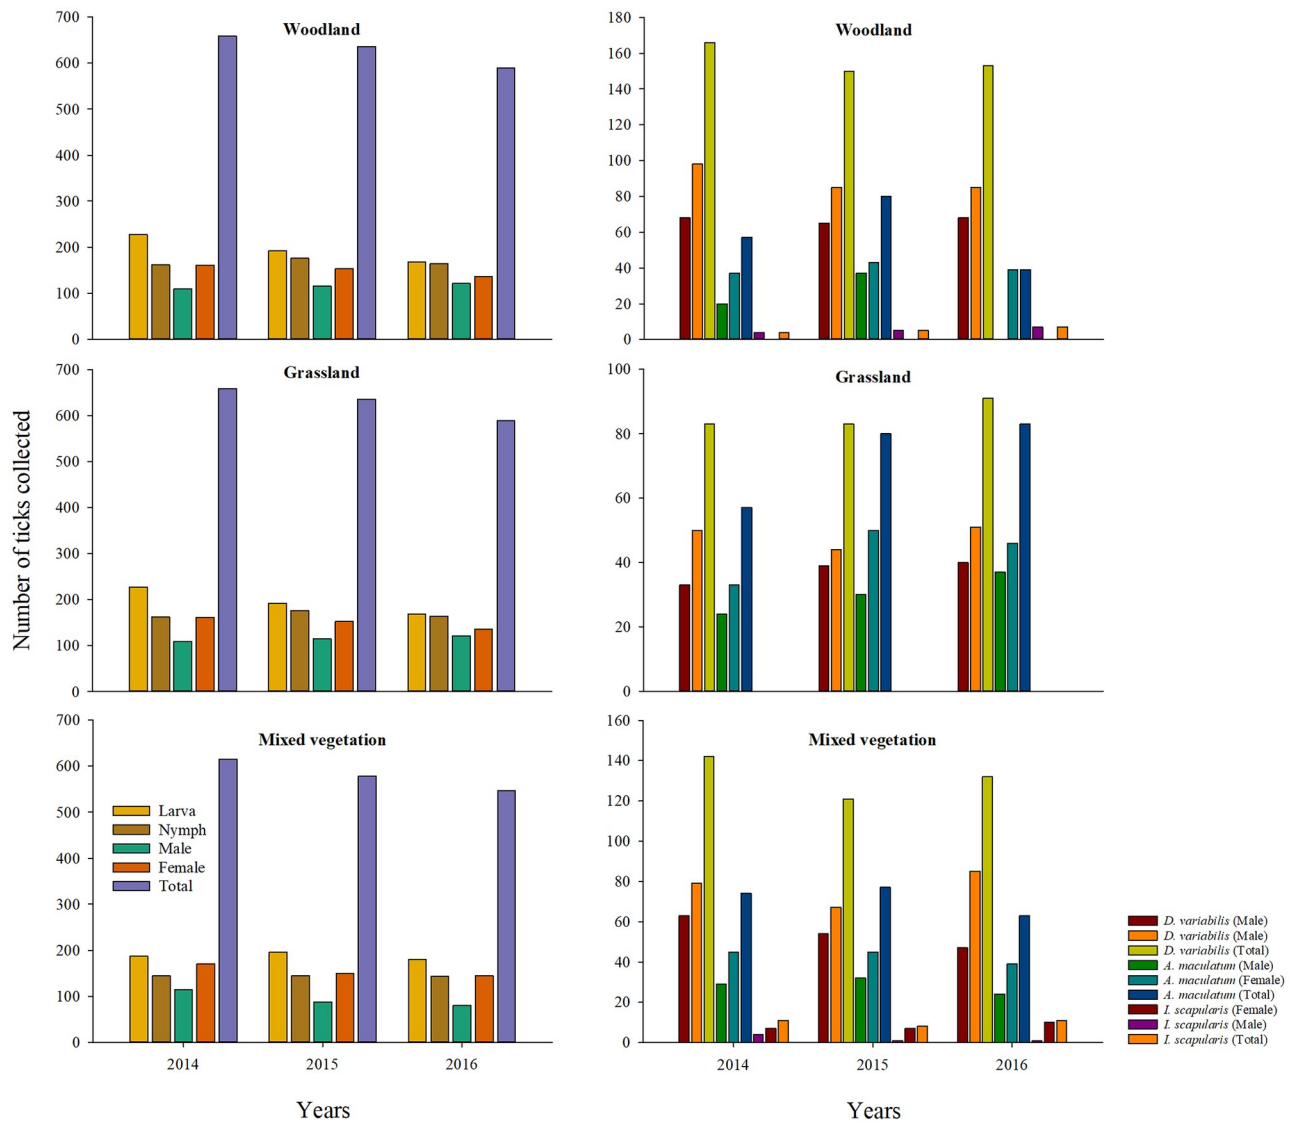 Number of ticks collected
Woodland
700
600
500
400
300
200
100
0
Woodland
180
160
140
120
100
80
60
40
20
0
Grassland
700
600
500
400
300
200
100
0
Grassland
100
80
60
40
20
0
Mixed vegetation
700
600
500
400
300
200
100
0
Larva
Nymph
Male
Female
Total
2014 2015 2016
Years
Mixed vegetation
160
140
120
100
80
60
40
20
0
2014 2015 2016
Years
D. variabilis (Male)
D. variabilis (Male)
D. variabilis (Total)
A. maculatum (Male)
A. maculatum (Female)
A. maculatum (Total)
I. scapularis (Female)
I. scapularis (Male)
I. scapularis (Total)